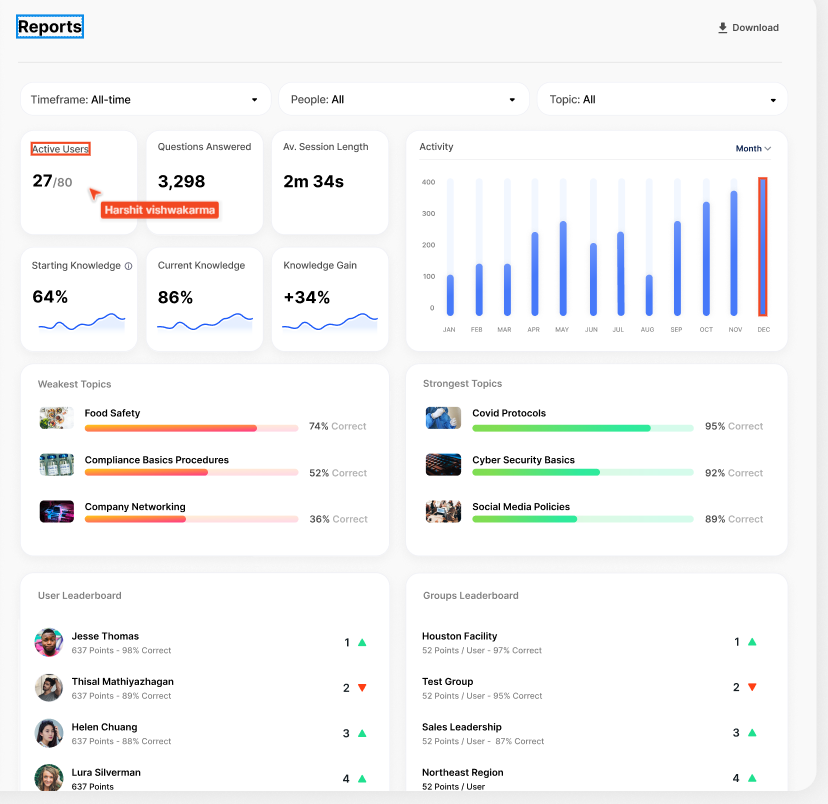 Reports
Download
Timeframe: All-time
People: All
Topic: All
Active Users
27/80
Harshit vishwakarma
Questions Answered
3,298
Av. Session Length
2m 34s
Starting Knowledge
64%
Current Knowledge
86%
Knowledge Gain
+34%
Activity
Month
400
300
200
100
0
JAN FEB MAR APR MAY JUN JUL AUG SEP OCT NOV DEC
Weakest Topics
Food Safety
74% Correct
Compliance Basics Procedures
52% Correct
Company Networking
36% Correct
Strongest Topics
Covid Protocols
95% Correct
Cyber Security Basics
92% Correct
Social Media Policies
89% Correct
User Leaderboard
Jesse Thomas
637 Points - 98% Correct
1
Thisal Mathiyazhagan
637 Points - 89% Correct
2
Helen Chuang
637 Points - 88% Correct
3
Lura Silverman
637 Points
4
Groups Leaderboard
Houston Facility
52 Points / User - 97% Correct
1
Test Group
52 Points / User - 95% Correct
2
Sales Leadership
52 Points / User - 87% Correct
3
Northeast Region
52 Points / User
4